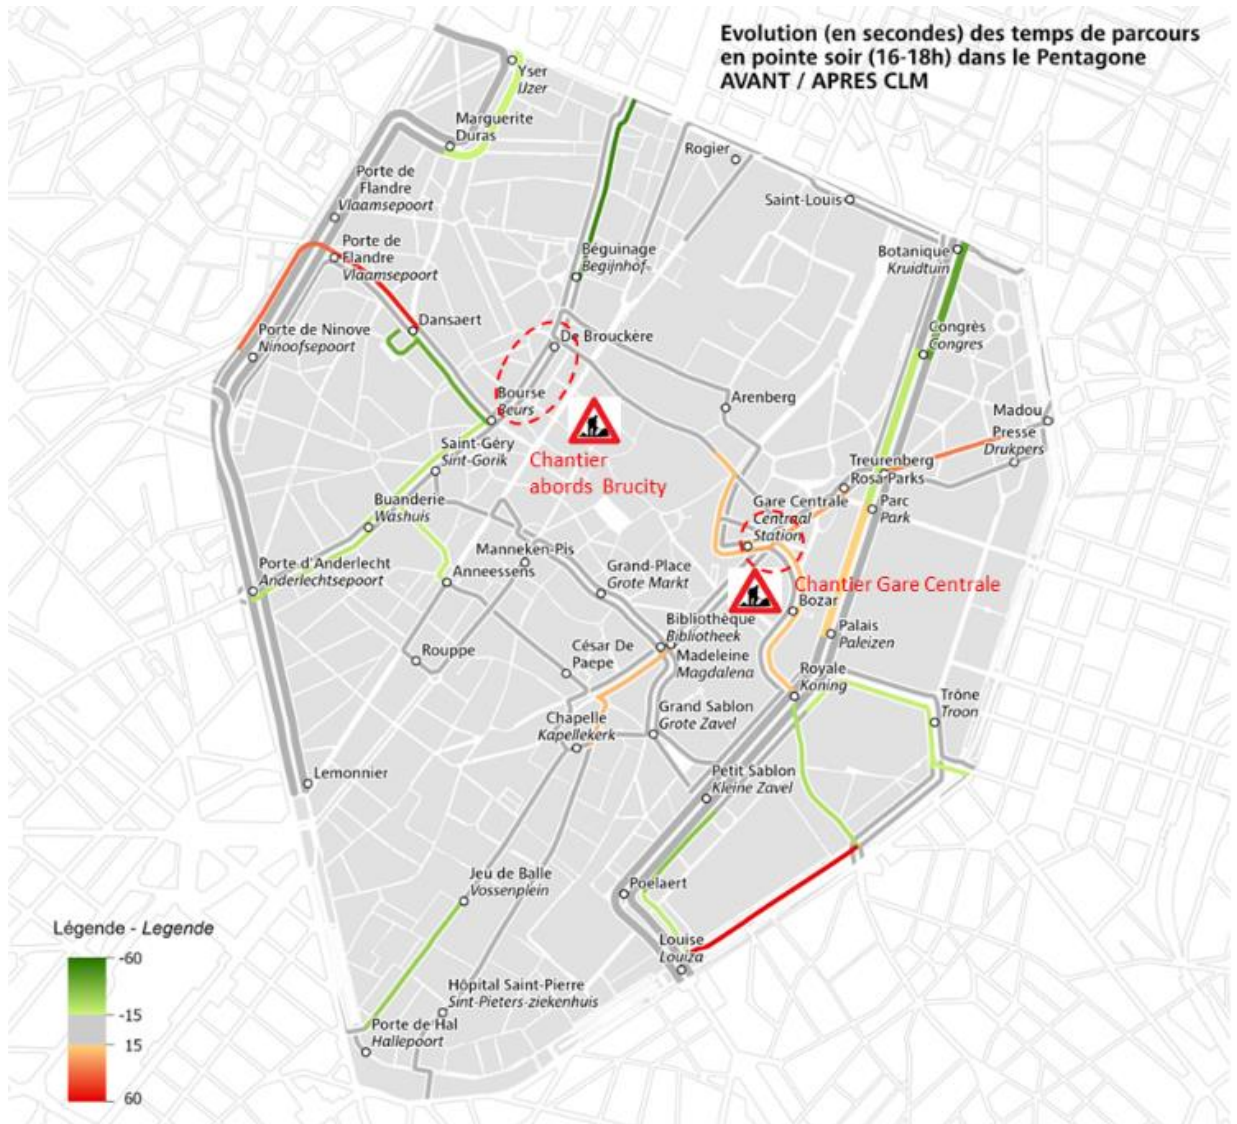 Evolution (en secondes) des temps de parcours
en pointe soir (16-18h) dans le Pentagone
AVANT / APRES CLM
Yser
IJzer
Marguerite
Duras
Rogier
Porte de
Flandre
Vlaamsepoort
Saint-Louis
Porte de
Flandre
Vlaamsepoort
Béguinage
Begijnhof
Botanique
Kruidtuin
Dansaert
Porte de Ninove
Ninoofsepoort
De Brouckère
Congrès
Congres
Bourse
Beurs
Arenberg
Madou
Presse
Drukpers
Saint-Géry
Sint-Gorik
Chantier
abords Brucity
Treurenberg
Rosa Parks
Buanderie
Washuis
Gare Centrale
Centraal
Station
Parc
Park
Manneken-Pis
Porte d'Anderlecht
Anderlechtsepoort
Anneessens
Grand-Place
Grote Markt
Chantier Gare Centrale
Bozar
Bibliothèque
Bibliotheek
Palais
Paleizen
Rouppe
César De
Paepe
Madeleine
Magdalena
Royale
Koning
Trône
Troon
Chapelle
Kapellekerk
Grand Sablon
Grote Zavel
Lemonnier
Petit Sablon
Kleine Zavel
Jeu de Balle
Vossenplein
Poelaert
Louise
Louiza
Légende - Legende
-60
-15
15
60
Hôpital Saint-Pierre
Sint-Pieters-ziekenhuis
Porte de Hal
Hallepoort